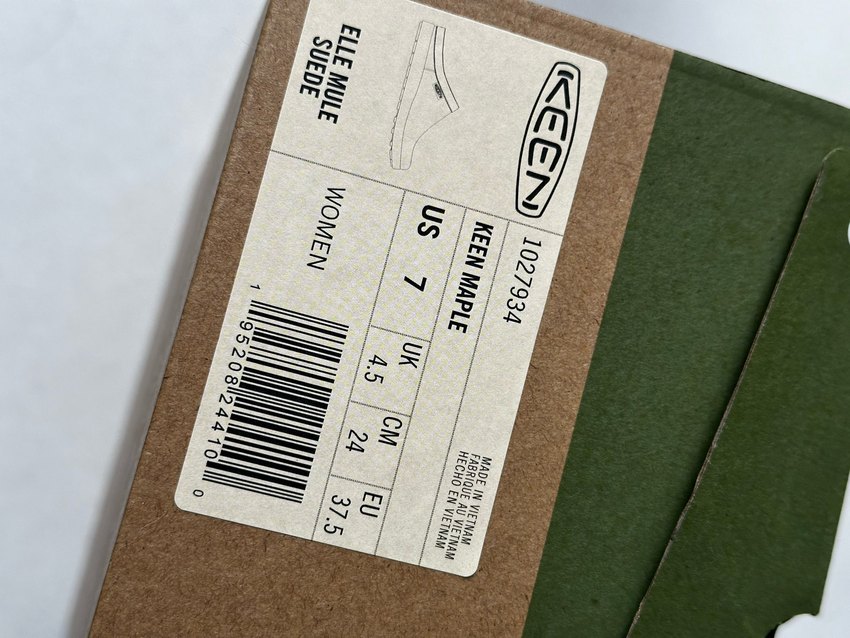 KEEN
ELLE MULE
SUEDE
1027934
KEEN MAPLE
US 7
UK 4.5
CM 24
EU 37.5
WOMEN
MADE IN VIETNAM
FABRIQUE AU VIETNAM
HECHO EN VIETNAM
1 95208 24410 0